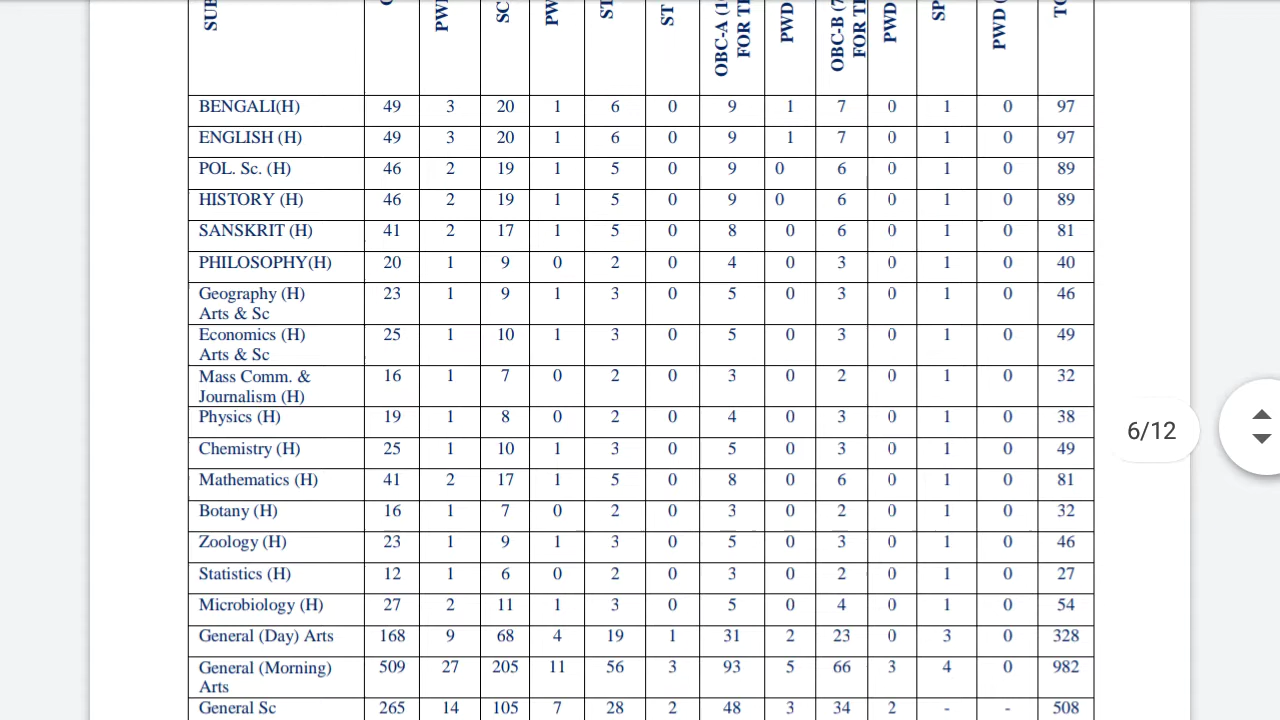 SUB PWD SC ST ST OBC-A FOR PWD OBC-B FOR PWD PWD
BENGALI(H) 49 3 20 1 6 0 9 1 7 0 1 0 97
ENGLISH (H) 49 3 20 1 6 0 9 1 7 0 1 0 97
POL. Sc. (H) 46 2 19 1 5 0 9 0 6 0 1 0 89
HISTORY (H) 46 2 19 1 5 0 9 0 6 0 1 0 89
SANSKRIT (H) 41 2 17 1 5 0 8 0 6 0 1 0 81
PHILOSOPHY(H) 20 1 9 0 2 0 4 0 3 0 1 0 40
Geography (H) 23 1 9 1 3 0 5 0 3 0 1 0 46
Arts & Sc
Economics (H) 25 1 10 1 3 0 5 0 3 0 1 0 49
Arts & Sc
Mass Comm. & 16 1 7 0 2 0 3 0 2 0 1 0 32
Journalism (H)
Physics (H) 19 1 8 0 2 0 4 0 3 0 1 0 38
6/12
Chemistry (H) 25 1 10 1 3 0 5 0 3 0 1 0 49
Mathematics (H) 41 2 17 1 5 0 8 0 6 0 1 0 81
Botany (H) 16 1 7 0 2 0 3 0 2 0 1 0 32
Zoology (H) 23 1 9 1 3 0 5 0 3 0 1 0 46
Statistics (H) 12 1 6 0 2 0 3 0 2 0 1 0 27
Microbiology (H) 27 2 11 1 3 0 5 0 4 0 1 0 54
General (Day) Arts 168 9 68 4 19 1 31 2 23 0 3 0 328
General (Morning) 509 27 205 11 56 3 93 5 66 3 4 0 982
Arts
General Sc 265 14 105 7 28 2 48 3 34 2 - - 508